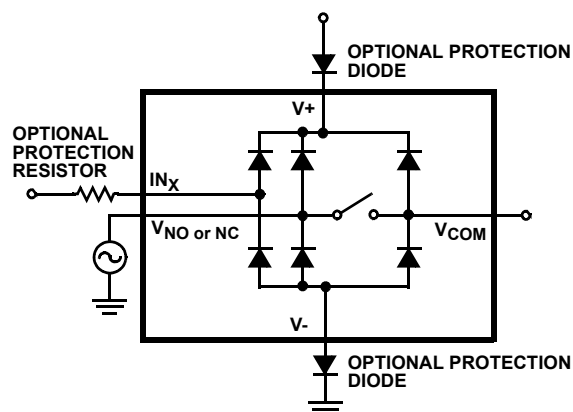 OPTIONAL PROTECTION
DIODE
V+
OPTIONAL
PROTECTION
RESISTOR
INX
VNO or NC
VCOM
V-
OPTIONAL PROTECTION
DIODE